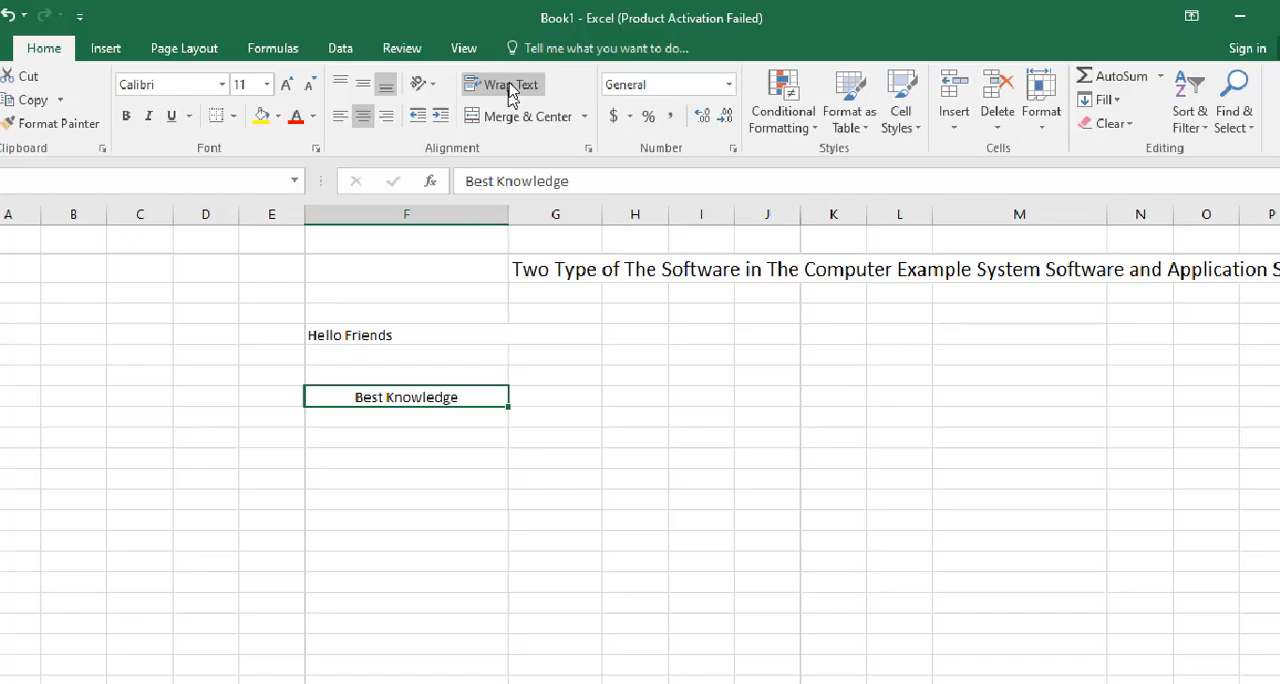 Book1 - Excel (Product Activation Failed)
Home Insert Page Layout Formulas Data Review View Tell me what you want to do... Sign in
Cut
Copy
Format Painter
Calibri 11 A A
B I U A
Wrap Text
Merge & Center
General
$ % ,
Conditional Formatting
Format as Table
Cell Styles
Insert
Delete
Format
AutoSum
Fill
Clear
Sort & Filter
Find & Select
Clipboard Font Alignment Number Styles Cells Editing
fx Best Knowledge
A B C D E F G H I J K L M N O P
Two Type of The Software in The Computer Example System Software and Application S
Hello Friends
Best Knowledge